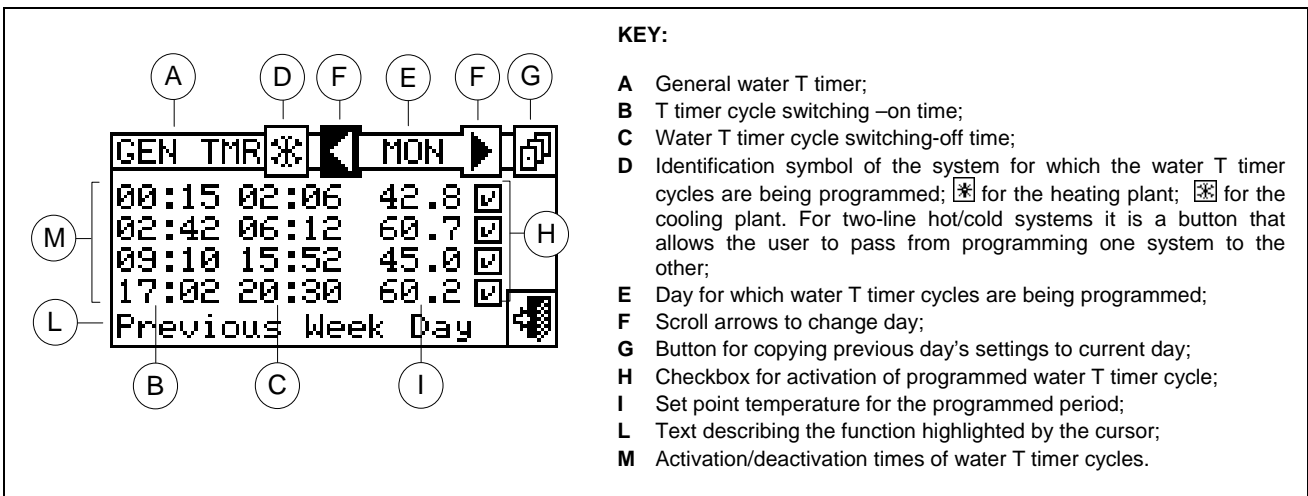 A D F E F G
GEN TMR MON
00:15 02:06 42.8
02:42 06:12 60.7
09:10 15:52 45.0
17:02 20:30 60.2
Previous Week Day
M
H
L
B C I
KEY:
A General water T timer;
B T timer cycle switching –on time;
C Water T timer cycle switching-off time;
D Identification symbol of the system for which the water T timer
cycles are being programmed; for the heating plant; for the
cooling plant. For two-line hot/cold systems it is a button that
allows the user to pass from programming one system to the
other;
E Day for which water T timer cycles are being programmed;
F Scroll arrows to change day;
G Button for copying previous day's settings to current day;
H Checkbox for activation of programmed water T timer cycle;
I Set point temperature for the programmed period;
L Text describing the function highlighted by the cursor;
M Activation/deactivation times of water T timer cycles.